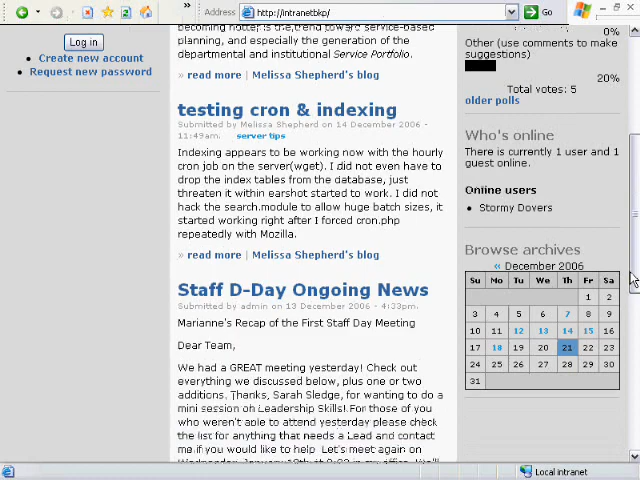 Address http://intranetbkp/ Go
Log in
Create new account
Request new password
planning, and especially the generation of the
departmental and institutional Service Portfolio.
» read more | Melissa Shepherd's blog
testing cron & indexing
Submitted by Melissa Shepherd on 14 December 2006 -
11:49am. server tips
Indexing appears to be working now with the hourly
cron job on the server(wget). I did not even have to
drop the index tables from the database, just
threaten it within earshot started to work. I did not
hack the search.module to allow huge batch sizes, it
started working right after I forced cron.php
repeatedly with Mozilla.
» read more | Melissa Shepherd's blog
Staff D-Day Ongoing News
Submitted by admin on 13 December 2006 - 4:33pm.
Marianne's Recap of the First Staff Day Meeting
Dear Team,
We had a GREAT meeting yesterday! Check out
everything we discussed below, plus one or two
additions. Thanks, Sarah Sledge, for wanting to do a
mini session on Leadership Skills! For those of you
who weren't able to attend yesterday please check
the list for anything that needs a Lead and contact
me if you would like to help. Let's meet again on
0%
Other (use comments to make
suggestions)
20%
Total votes: 5
older polls
Who's online
There is currently 1 user and 1
guest online.
Online users
Stormy Dovers
Browse archives
« December 2006
Su Mo Tu We Th Fr Sa
1 2
3 4 5 6 7 8 9
10 11 12 13 14 15 16
17 18 19 20 21 22 23
24 25 26 27 28 29 30
31
Local intranet